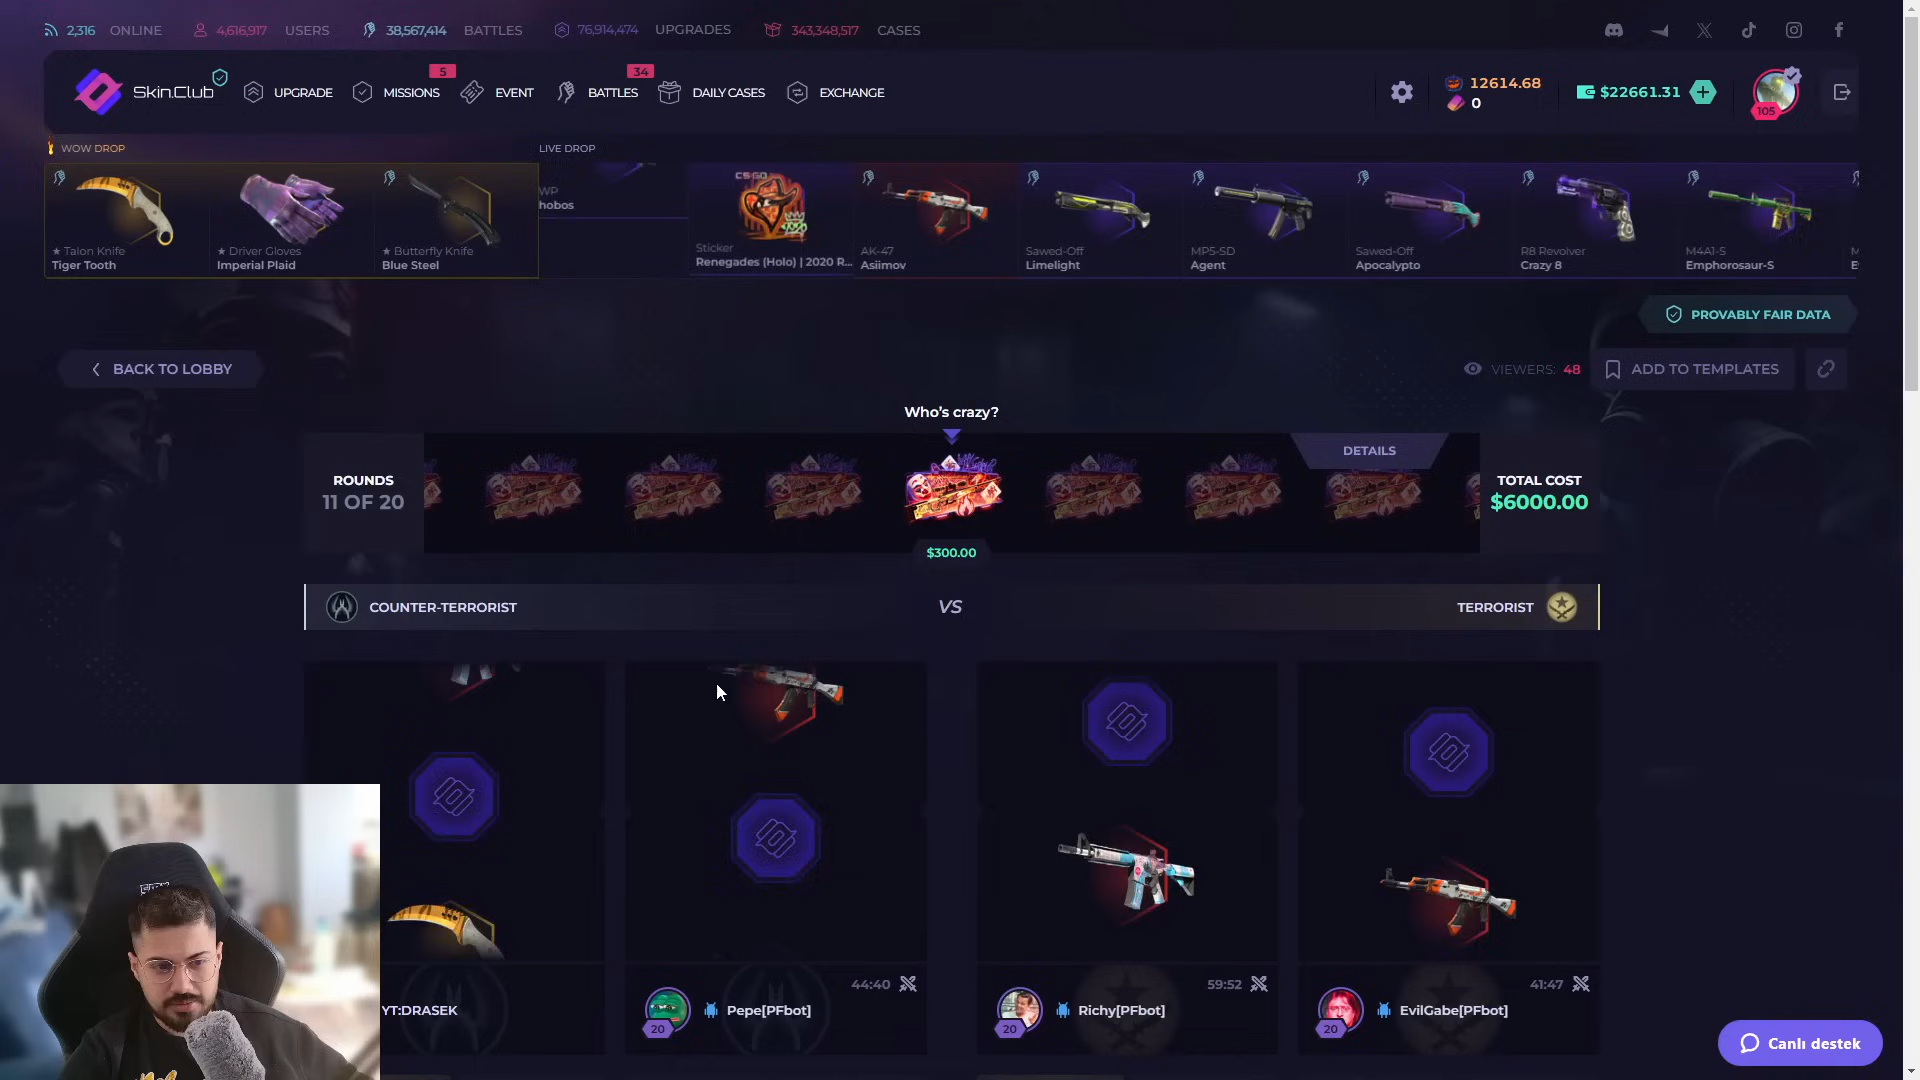 2,316 ONLINE 4,616,917 USERS 38,567,414 BATTLES 76,914,474 UPGRADES 343,348,517 CASES
Skin.Club UPGRADE MISSIONS 5 EVENT BATTLES 34 DAILY CASES EXCHANGE 12614.68 $22661.31
0
105
WOW DROP LIVE DROP
★ Talon Knife
Tiger Tooth
★ Driver Gloves
Imperial Plaid
★ Butterfly Knife
Blue Steel
WP
hobos
CS:GO
Sticker
Renegades (Holo) | 2020 R...
AK-47
Asiimov
Sawed-Off
Limelight
MP5-SD
Agent
Sawed-Off
Apocalypto
R8 Revolver
Crazy 8
M4A1-S
Emphorosaur-S
PROVABLY FAIR DATA
BACK TO LOBBY VIEWERS: 48 ADD TO TEMPLATES
Who's crazy?
DETAILS
ROUNDS
11 OF 20
TOTAL COST
$6000.00
$300.00
COUNTER-TERRORIST VS TERRORIST
44:40 59:52 41:47
YT:DRASEK Pepe[PFbot] Richy[PFbot] EvilGabe[PFbot]
20 20 20
Canlı destek